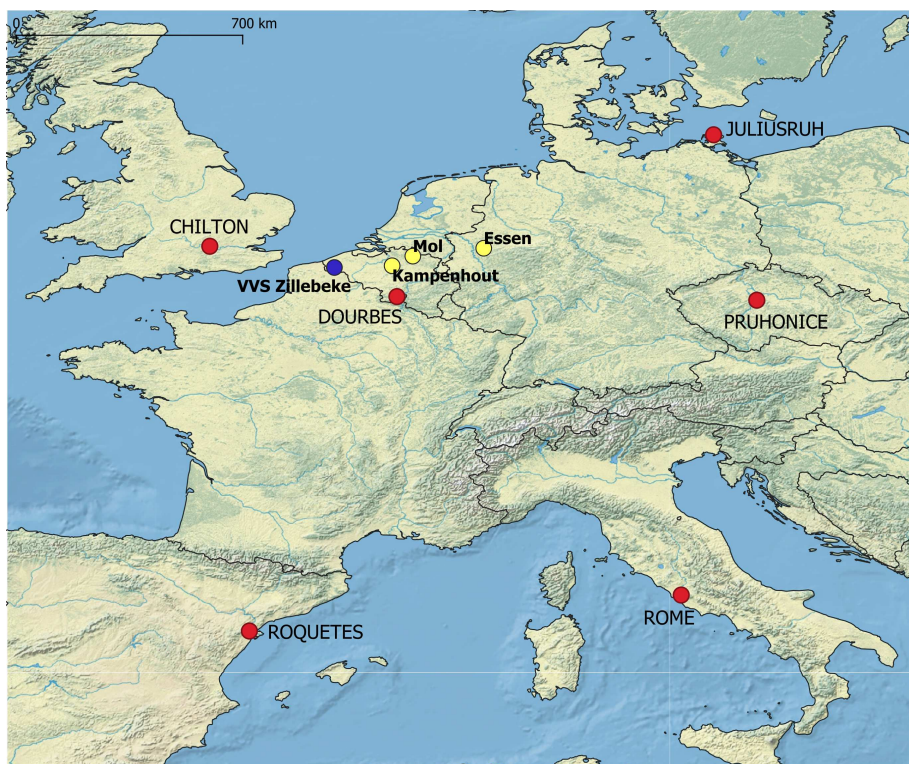 0
700 km
JULIUSRUH
CHILTON
Essen
Mol
VVS Zillebeke
Kampenhout
DOURBES
PRUHONICE
ROME
ROQUETES